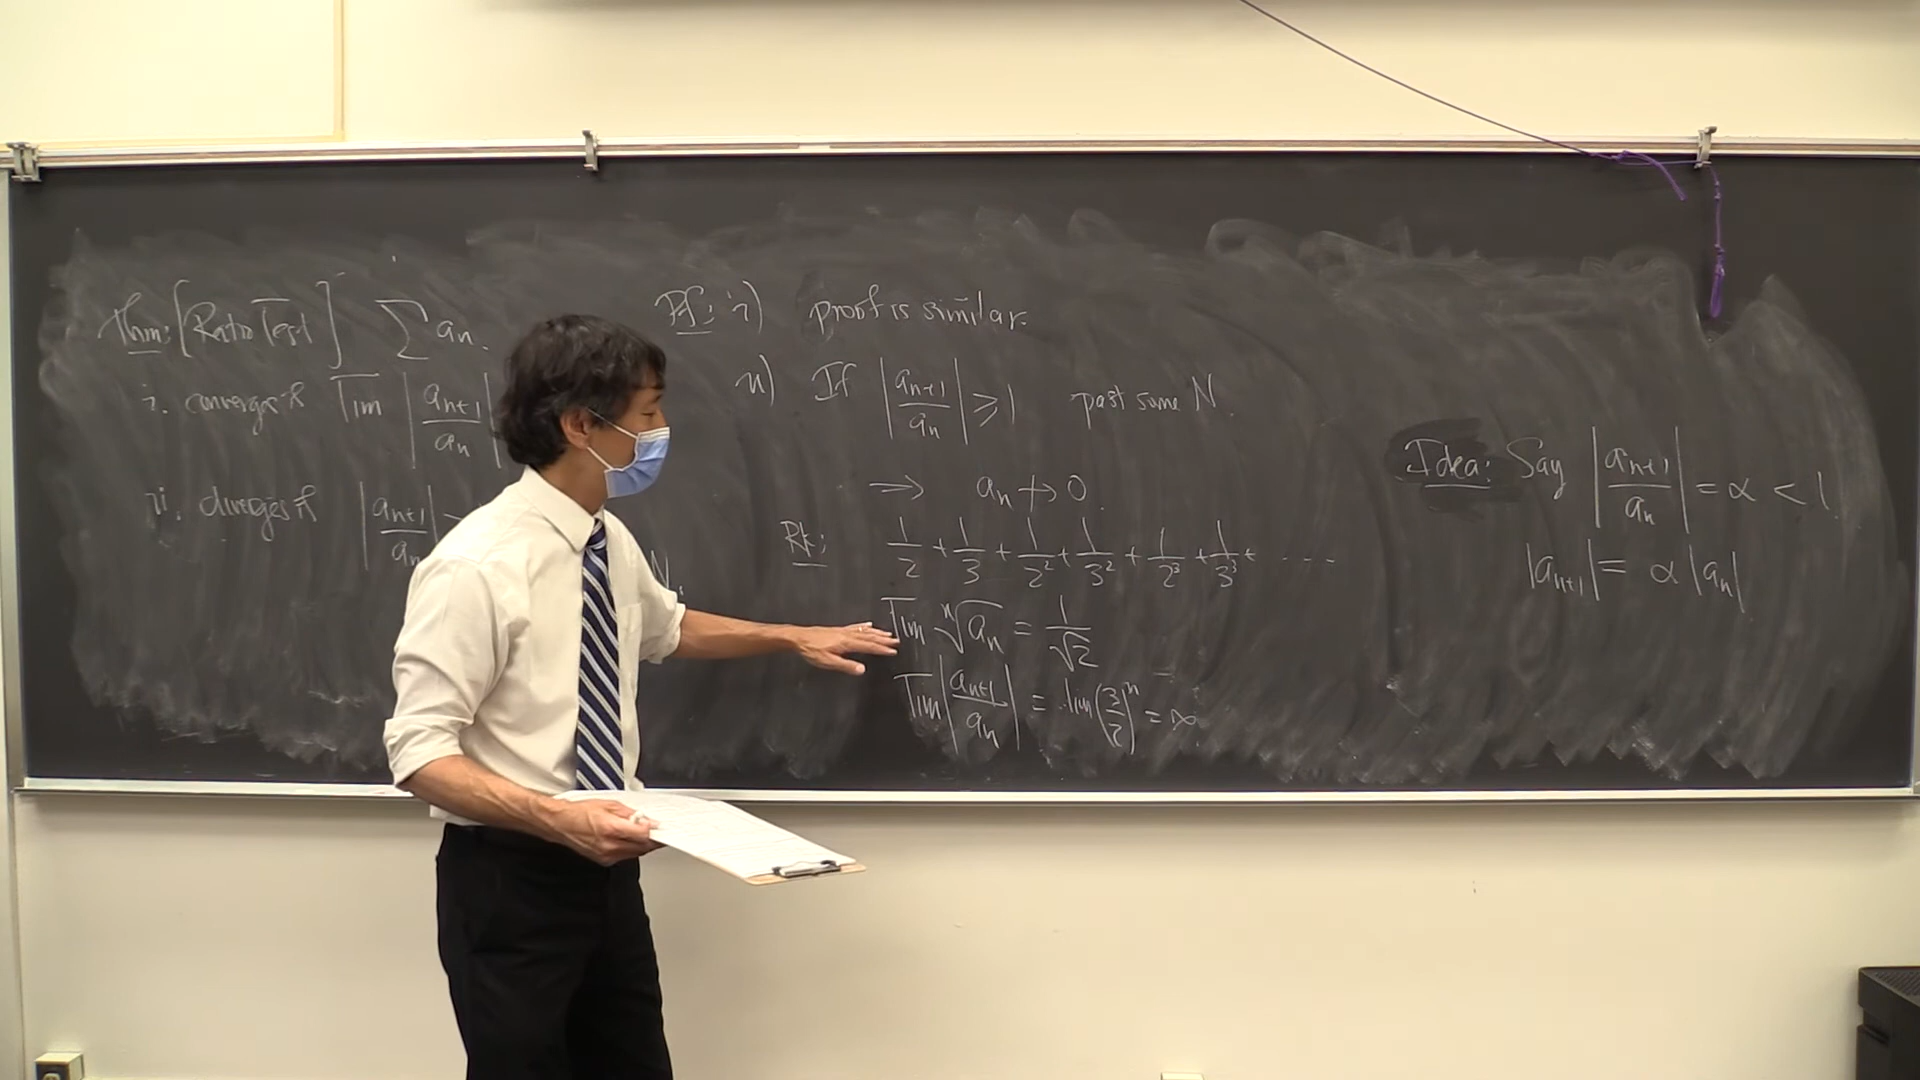 Thm: [Ratio Test] ∑ aₙ.
i. converges if l̅i̅m̅ |aₙ₊₁/aₙ|
ii. diverges if |aₙ₊₁/aₙ|
N.
Pf: i) proof is similar.
ii) If |aₙ₊₁/aₙ| ≥ 1 past some N.
⇒ aₙ ↛ 0.
Rk: 1/2 + 1/3 + 1/2² + 1/3² + 1/2³ + 1/3³ + ....
l̅i̅m̅ ⁿ√aₙ = 1/√2
l̅i̅m̅ |aₙ₊₁/aₙ| = lim (3/2)ⁿ = ∞
Idea: Say |aₙ₊₁/aₙ| = α < 1.
|aₙ₊₁| = α |aₙ|